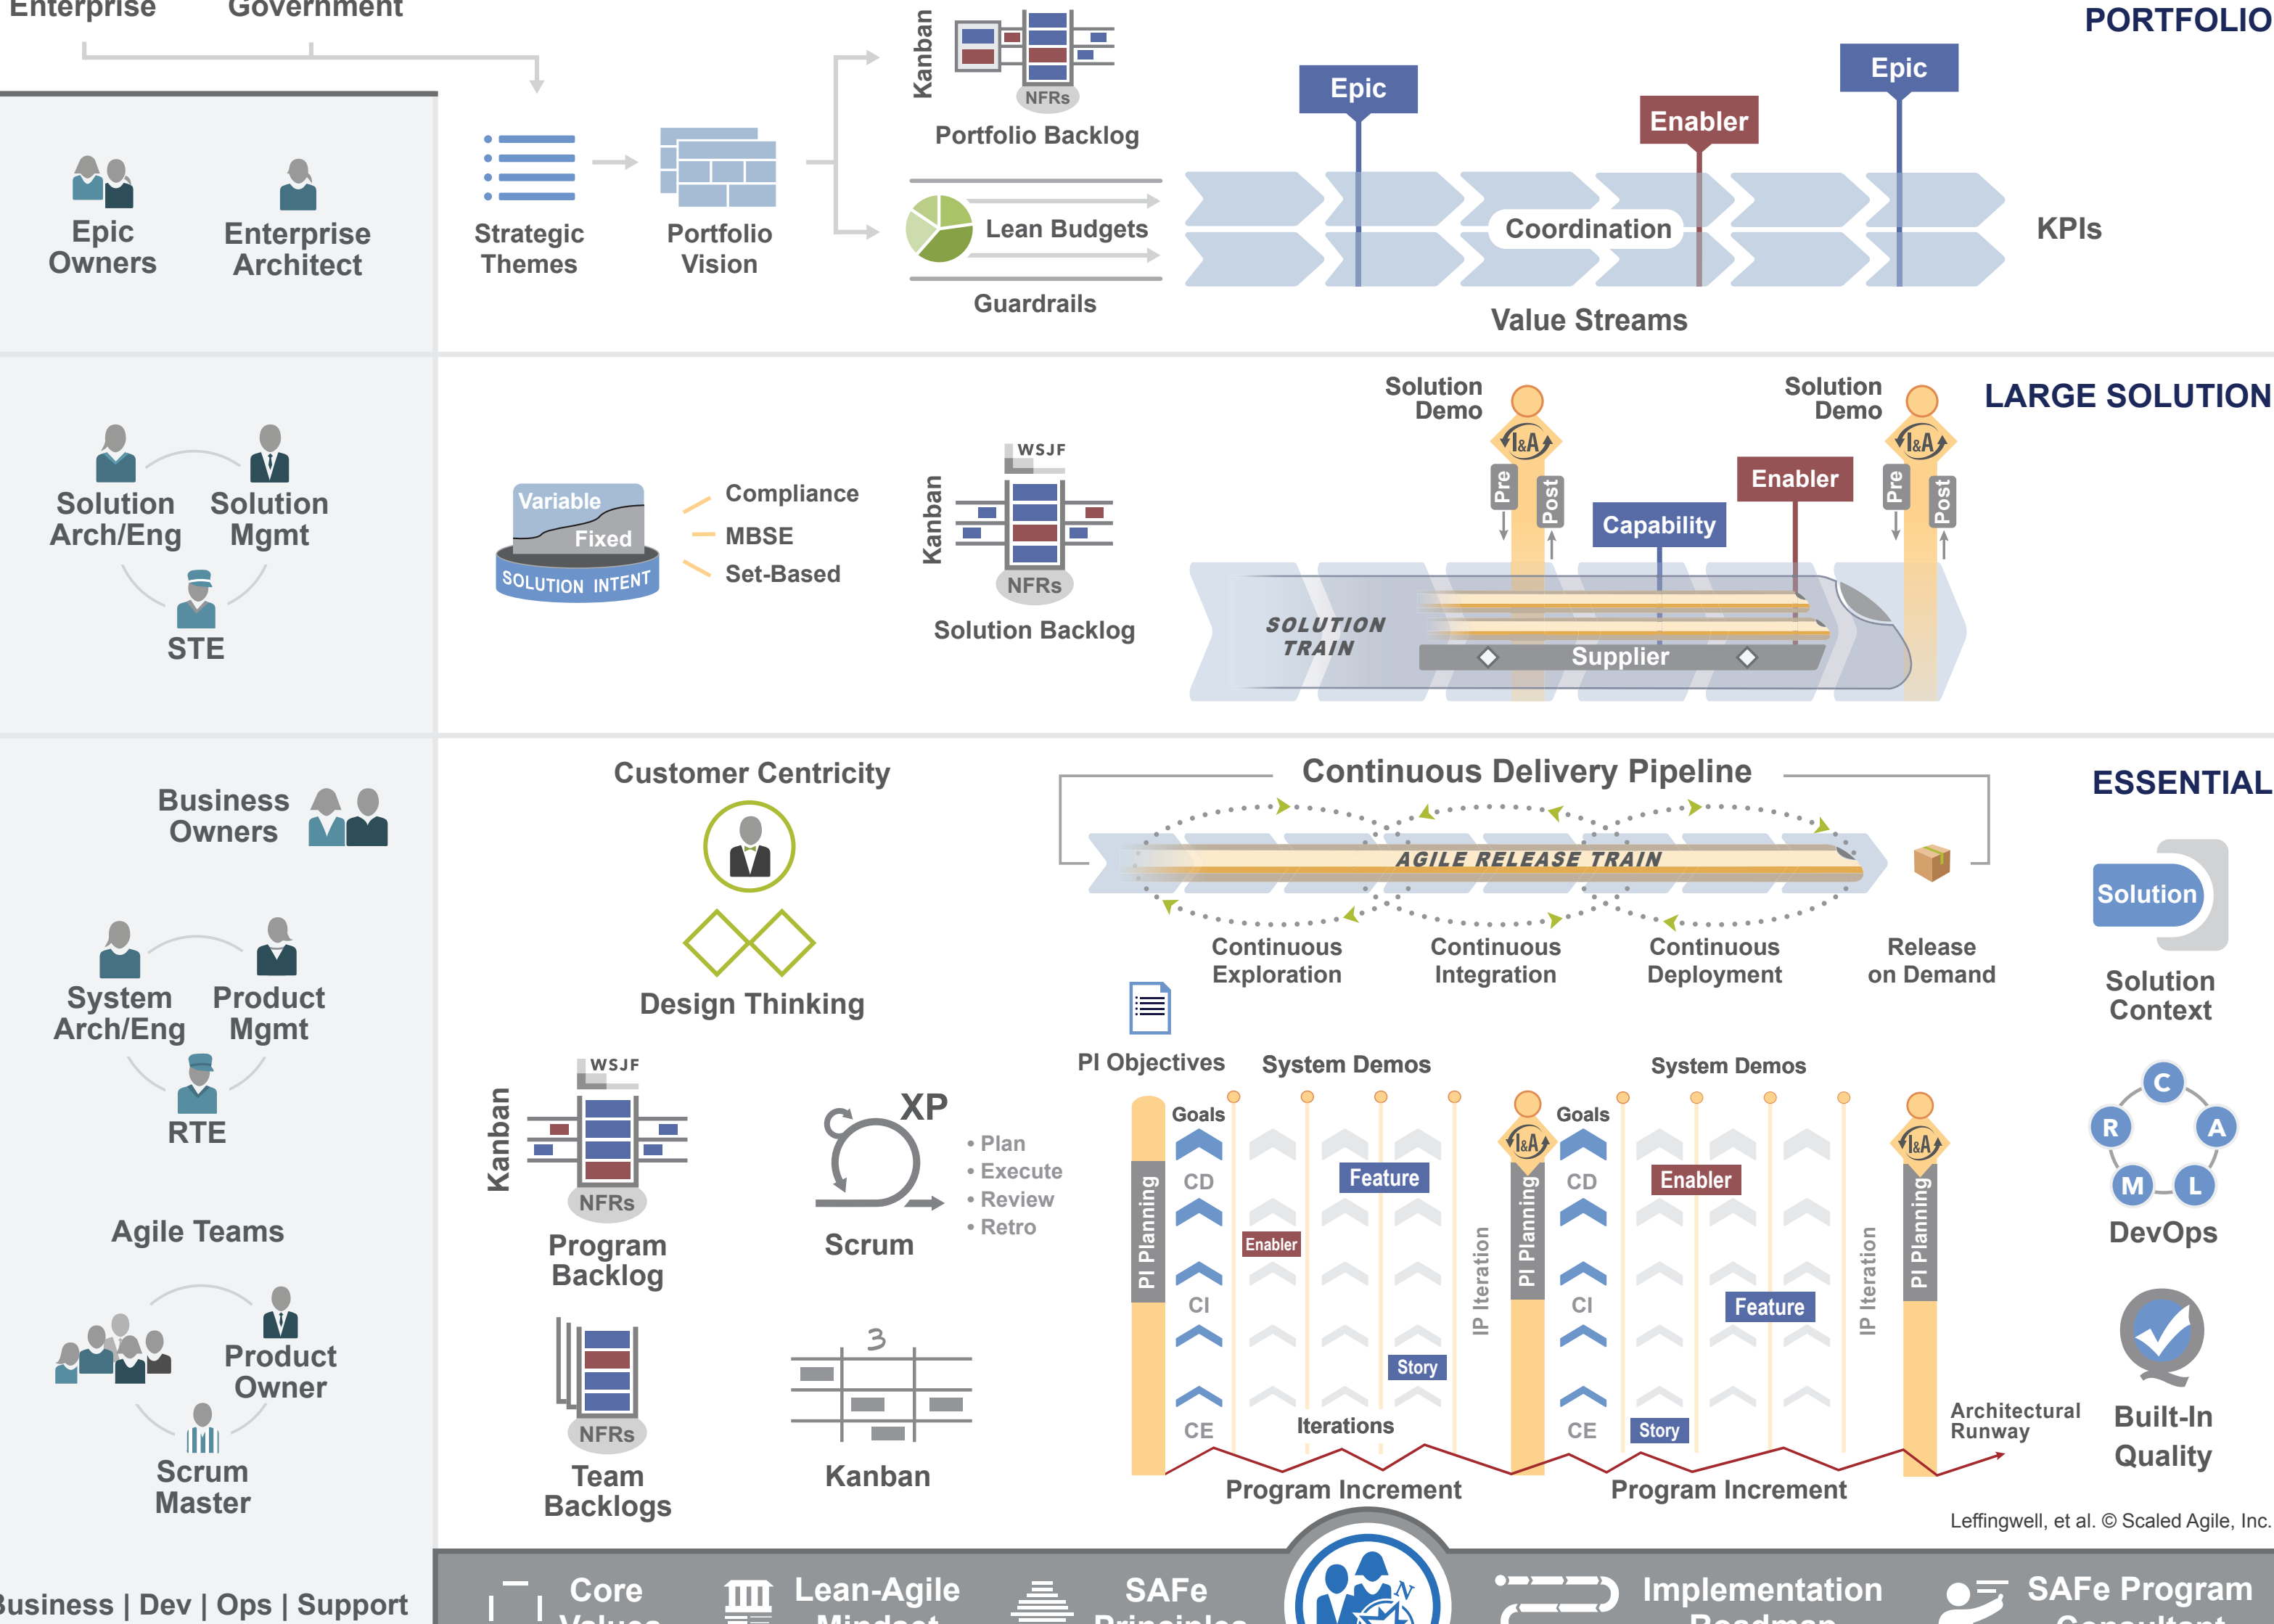 Enterprise
Government
PORTFOLIO
Epic
Owners
Enterprise
Architect
Strategic
Themes
Portfolio
Vision
Kanban
NFRs
Portfolio Backlog
Lean Budgets
Guardrails
Epic
Enabler
Epic
Coordination
KPIs
Value Streams
LARGE SOLUTION
Solution
Arch/Eng
Solution
Mgmt
STE
Variable
Fixed
SOLUTION INTENT
Compliance
MBSE
Set-Based
WSJF
Kanban
NFRs
Solution Backlog
Solution
Demo
I&A
Pre
Post
Capability
Enabler
Solution
Demo
I&A
Pre
Post
SOLUTION
TRAIN
Supplier
ESSENTIAL
Business
Owners
System
Arch/Eng
Product
Mgmt
RTE
Agile Teams
Product
Owner
Scrum
Master
Business | Dev | Ops | Support
Customer Centricity
Design Thinking
WSJF
Kanban
NFRs
Program
Backlog
XP
• Plan
• Execute
• Review
• Retro
Scrum
NFRs
Team
Backlogs
3
Kanban
Continuous Delivery Pipeline
AGILE RELEASE TRAIN
Continuous
Exploration
Continuous
Integration
Continuous
Deployment
Release
on Demand
PI Objectives
System Demos
System Demos
PI Planning
Goals
CD
CI
CE
Enabler
Feature
Story
Iterations
IP Iteration
I&A
PI Planning
Goals
CD
CI
CE
Enabler
Feature
Story
IP Iteration
I&A
PI Planning
Architectural
Runway
Program Increment
Program Increment
Solution
Solution
Context
C
A
L
M
R
DevOps
Built-In
Quality
Leffingwell, et al. © Scaled Agile, Inc.
Core
Values
Lean-Agile
Mindset
SAFe
Principles
N
Implementation
Roadmap
SAFe Program
Consultant